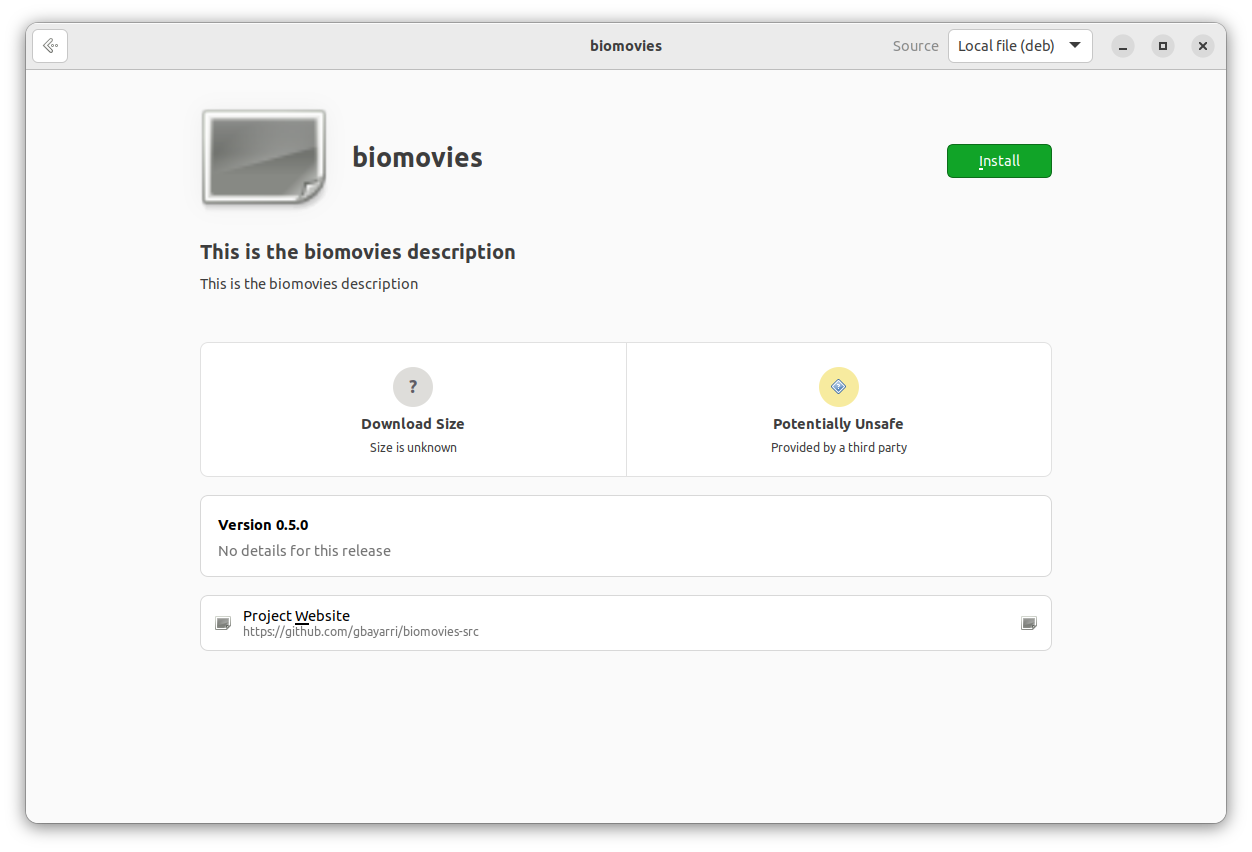 biomovies
Source
Local file (deb)
biomovies
Install
This is the biomovies description
This is the biomovies description
?
Download Size
Size is unknown
Potentially Unsafe
Provided by a third party
Version 0.5.0
No details for this release
Project Website
https://github.com/gbayarri/biomovies-src